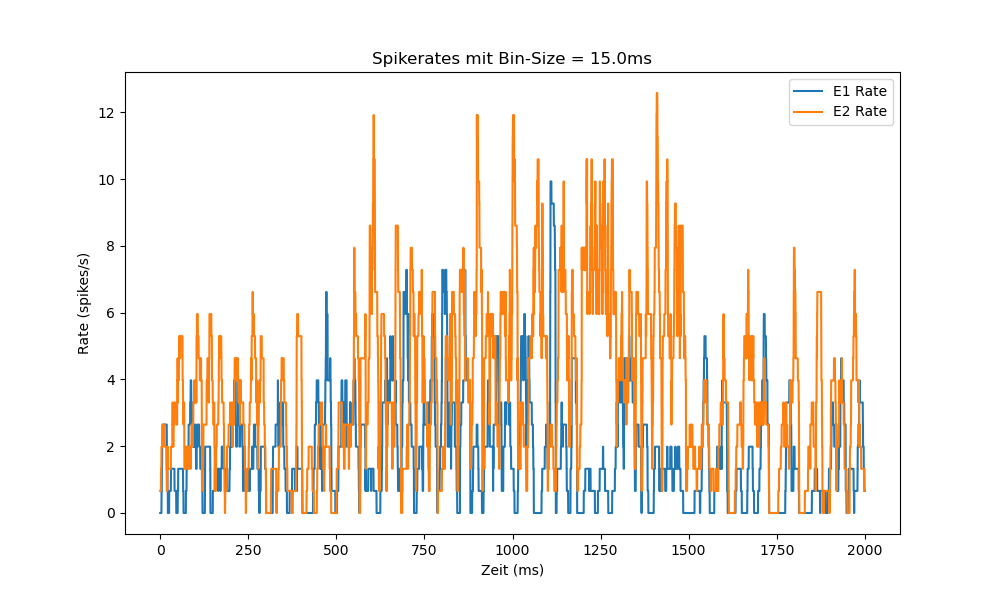 Spikerates mit Bin-Size = 15.0ms
E1 Rate
E2 Rate
12
10
8
6
4
2
0
Rate (spikes/s)
0 250 500 750 1000 1250 1500 1750 2000
Zeit (ms)